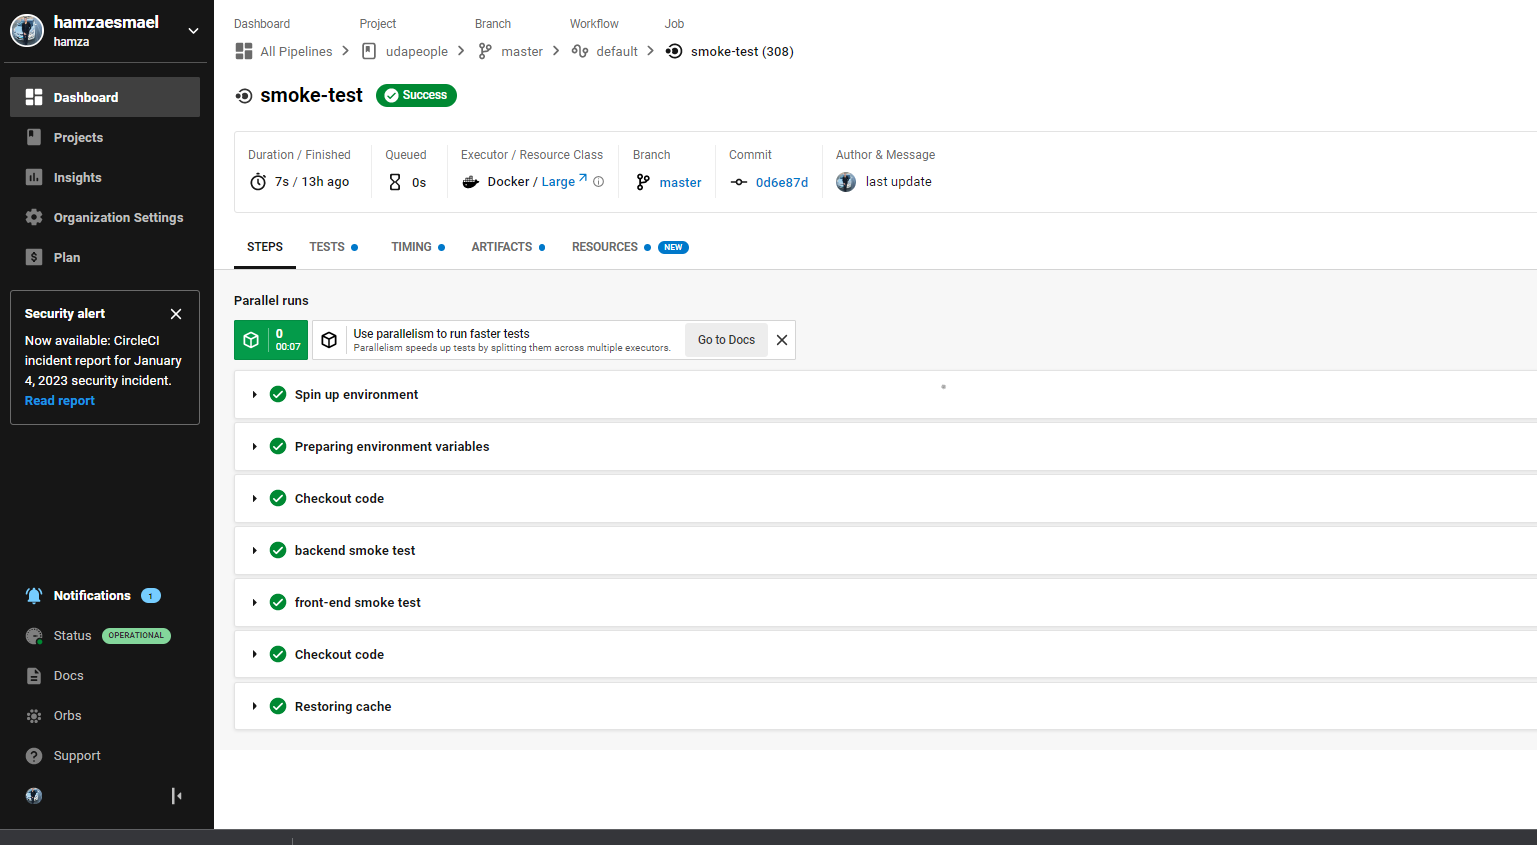 hamzaesmael
hamza
Dashboard
Projects
Insights
Organization Settings
Plan
Security alert
Now available: CircleCI
incident report for January
4, 2023 security incident.
Read report
Notifications 1
Status OPERATIONAL
Docs
Orbs
Support
Dashboard Project Branch Workflow Job
All Pipelines udapeople master default smoke-test (308)
smoke-test Success
Duration / Finished Queued Executor / Resource Class Branch Commit Author & Message
7s / 13h ago 0s Docker / Large master 0d6e87d last update
STEPS TESTS TIMING ARTIFACTS RESOURCES NEW
Parallel runs
0
00:07
Use parallelism to run faster tests
Parallelism speeds up tests by splitting them across multiple executors.
Go to Docs
Spin up environment
Preparing environment variables
Checkout code
backend smoke test
front-end smoke test
Checkout code
Restoring cache